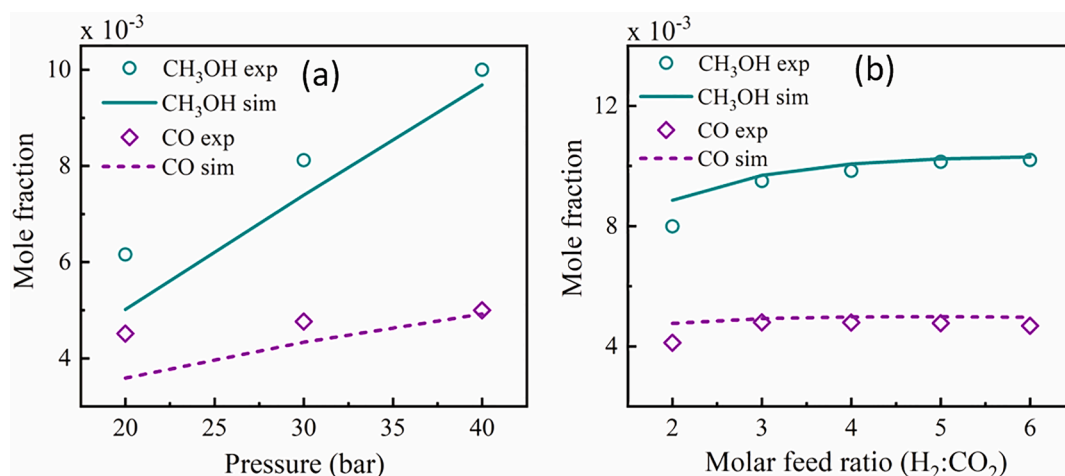 x 10⁻³
10
8
6
4
Mole fraction
CH₃OH exp
CH₃OH sim
CO exp
CO sim
(a)
20 25 30 35 40
Pressure (bar)
x 10⁻³
12
8
4
Mole fraction
CH₃OH exp
CH₃OH sim
CO exp
CO sim
(b)
2 3 4 5 6
Molar feed ratio (H₂:CO₂)